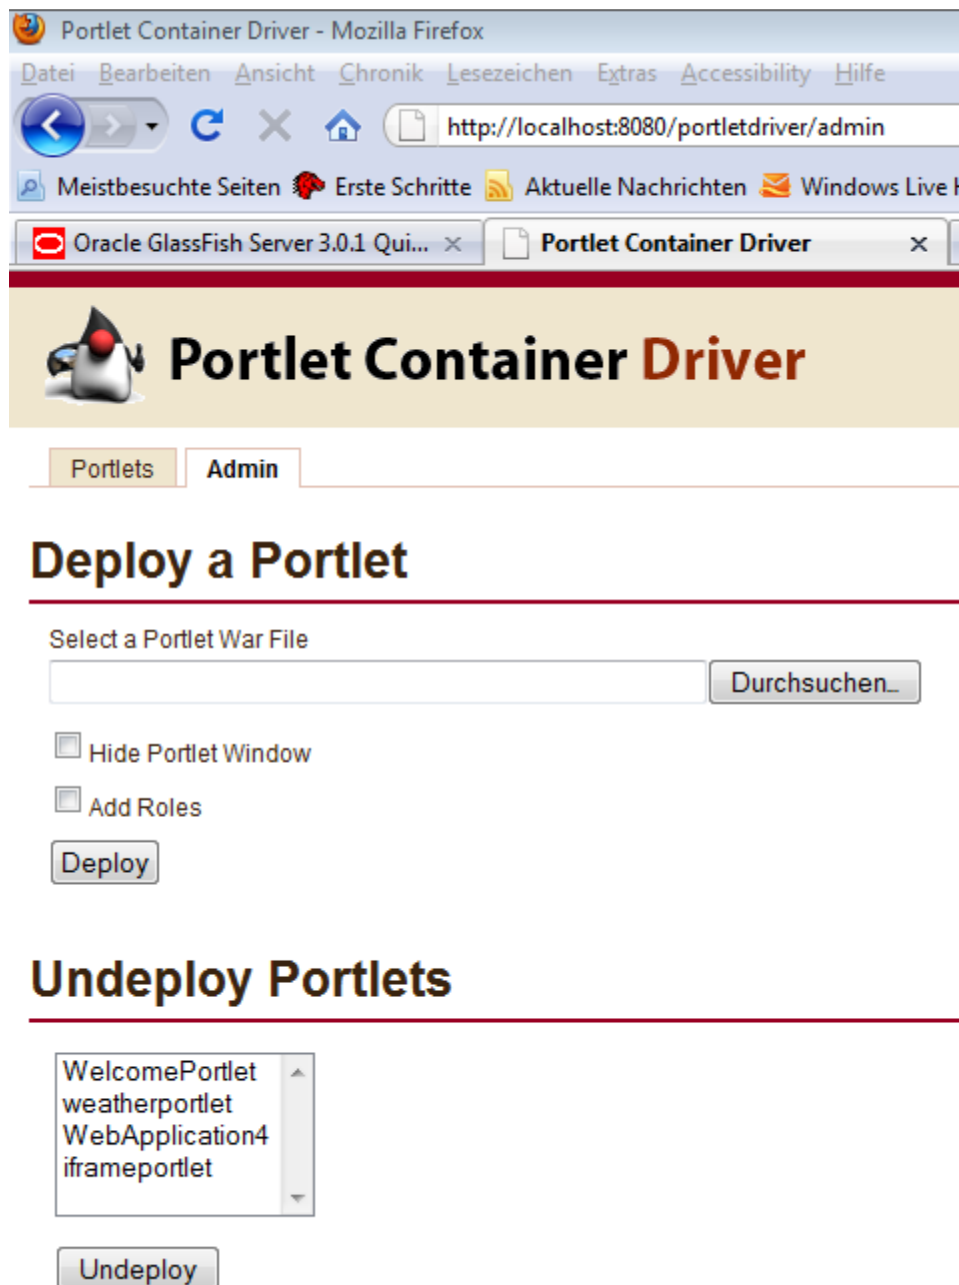 Portlet Container Driver - Mozilla Firefox
Datei Bearbeiten Ansicht Chronik Lesezeichen Extras Accessibility Hilfe
http://localhost:8080/portletdriver/admin
Meistbesuchte Seiten Erste Schritte Aktuelle Nachrichten Windows Live
Oracle GlassFish Server 3.0.1 Qui... Portlet Container Driver
Portlet Container Driver
Portlets Admin
Deploy a Portlet
Select a Portlet War File
Durchsuchen...
Hide Portlet Window
Add Roles
Deploy
Undeploy Portlets
WelcomePortlet
weatherportlet
WebApplication4
iframeportlet
Undeploy